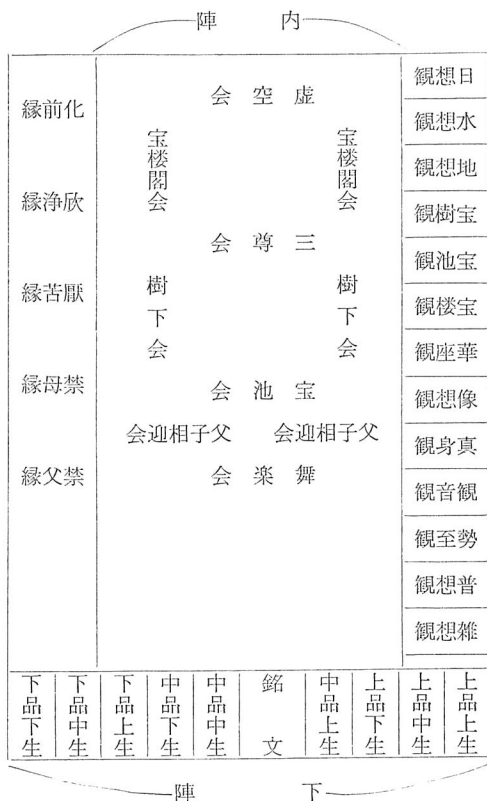 内陣
日想観
水想観
地想観
宝樹観
宝池観
宝楼観
華座観
像想観
真身観
観音観
勢至観
普想観
雑想観
虚空会
宝楼閣会
宝楼閣会
三尊会
樹下会
樹下会
宝池会
父子相迎会
父子相迎会
舞楽会
化前縁
欣浄縁
厭苦縁
禁母縁
禁父縁
上品上生
上品中生
上品下生
中品上生
銘文
中品中生
中品下生
下品上生
下品中生
下品下生
下陣